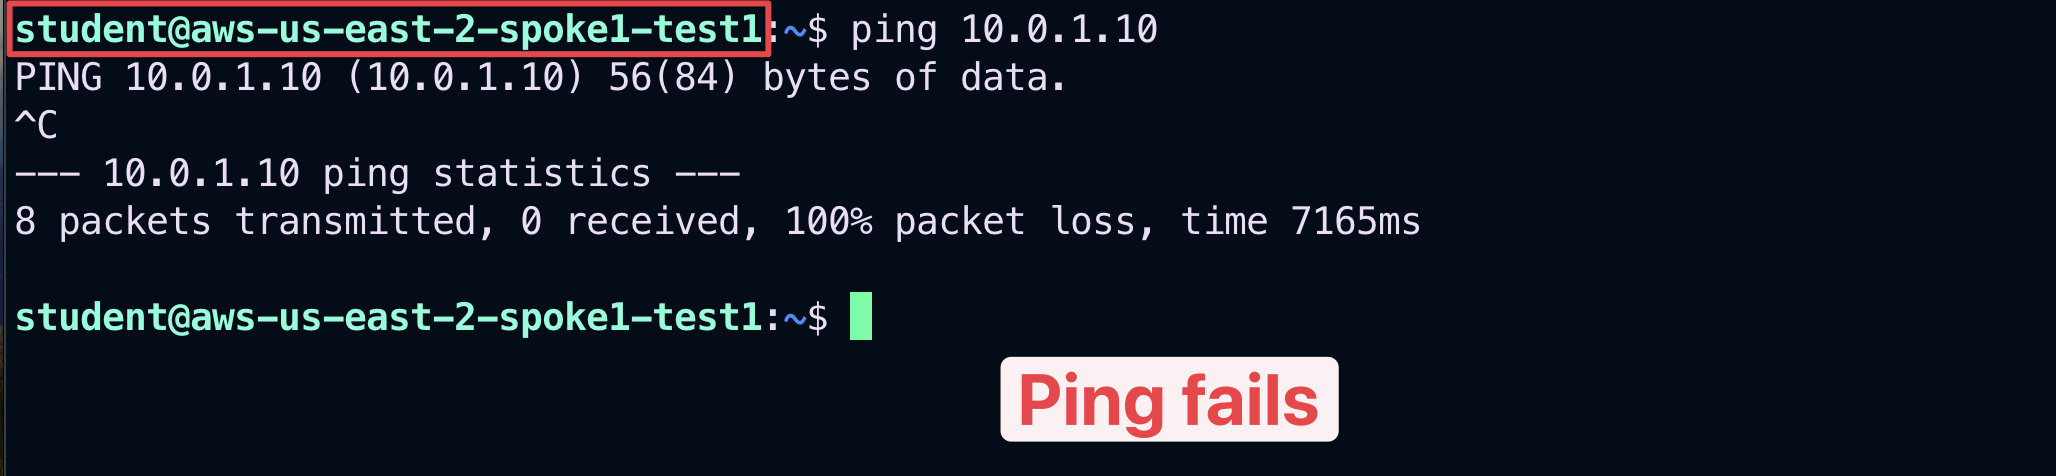 student@aws-us-east-2-spoke1-test1:~$ ping 10.0.1.10
PING 10.0.1.10 (10.0.1.10) 56(84) bytes of data.
^C
--- 10.0.1.10 ping statistics ---
8 packets transmitted, 0 received, 100% packet loss, time 7165ms
student@aws-us-east-2-spoke1-test1:~$
Ping fails